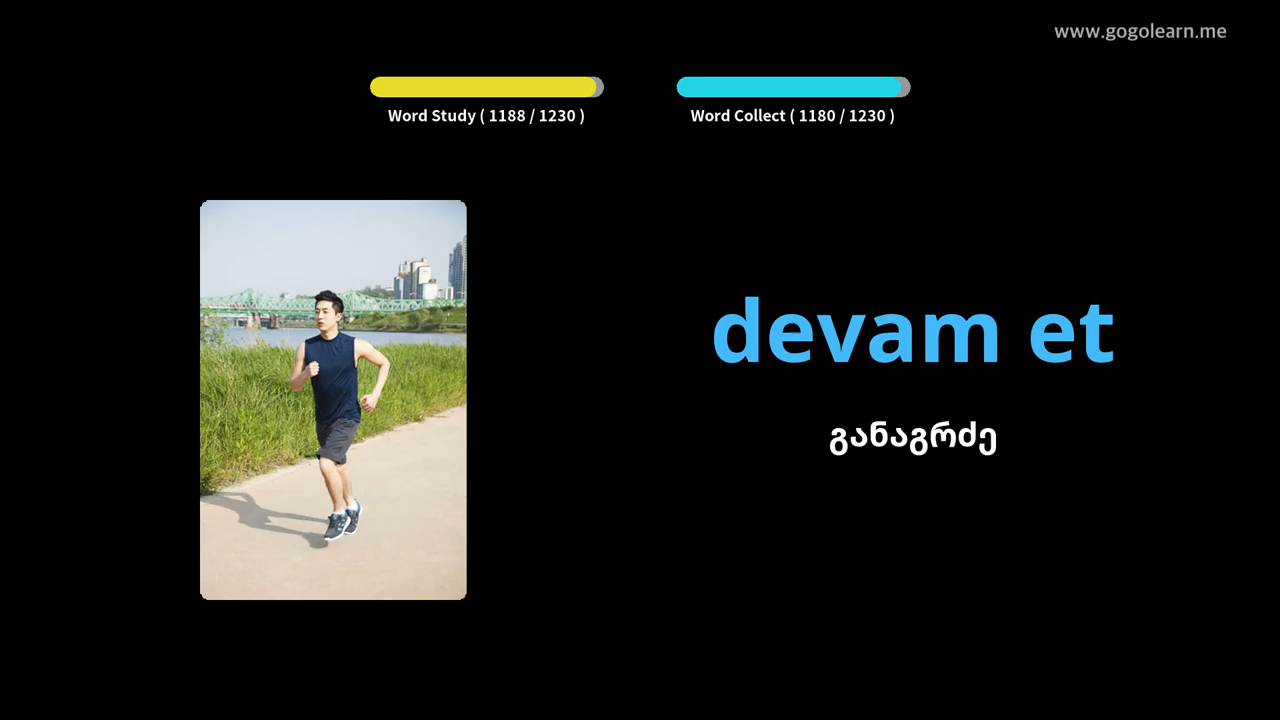 www.gogolearn.me
Word Study ( 1188 / 1230 )
Word Collect ( 1180 / 1230 )
devam et
განაგრძე